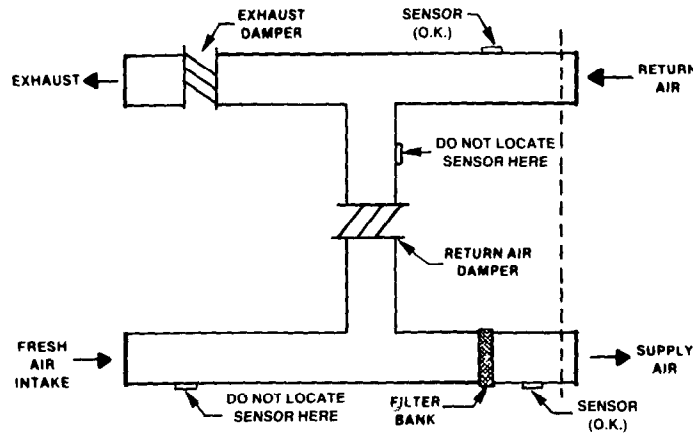 EXHAUST
DAMPER
SENSOR
(O.K.)
EXHAUST
RETURN
AIR
DO NOT LOCATE
SENSOR HERE
RETURN AIR
DAMPER
FRESH
AIR
INTAKE
SUPPLY
AIR
DO NOT LOCATE
SENSOR HERE
FILTER
BANK
SENSOR
(O.K.)